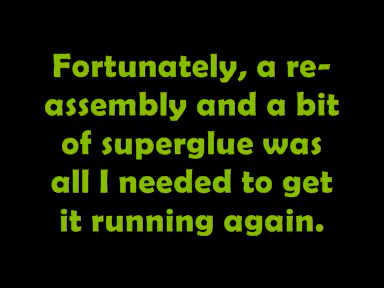 Fortunately, a re-
assembly and a bit
of superglue was
all I needed to get
it running again.